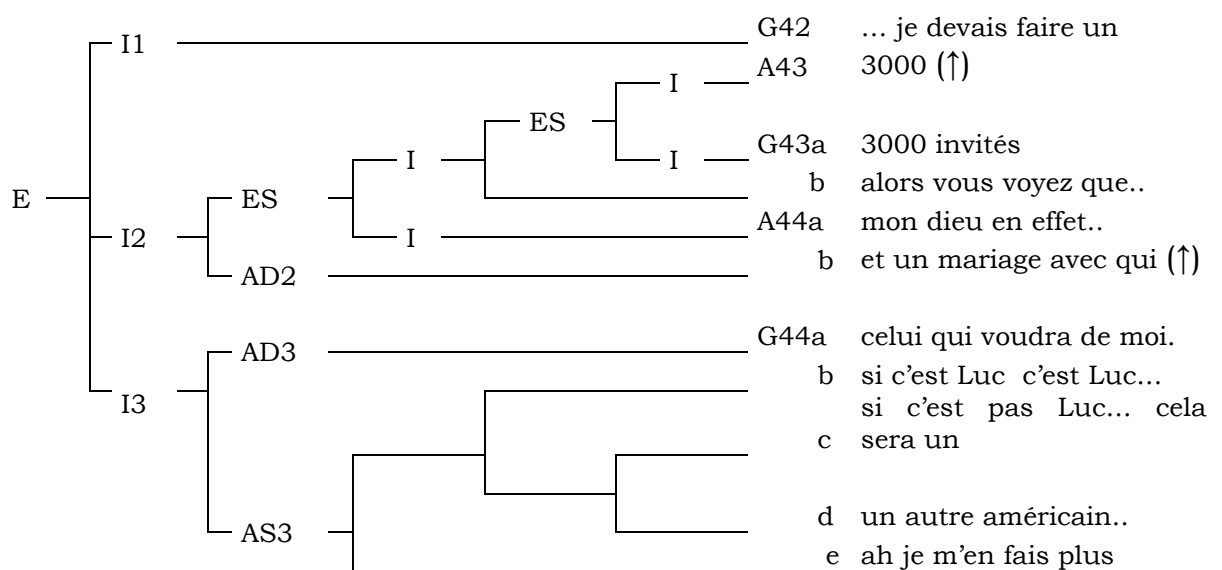 G42 … je devais faire un
I1
A43 3000 (↑)
I
ES
G43a 3000 invités
I I
b alors vous voyez que..
E ES
A44a mon dieu en effet..
I2 I
b et un mariage avec qui (↑)
AD2
G44a celui qui voudra de moi.
AD3
b si c’est Luc c’est Luc…
I3 si c’est pas Luc… cela
c sera un
d un autre américain..
AS3
e ah je m’en fais plus